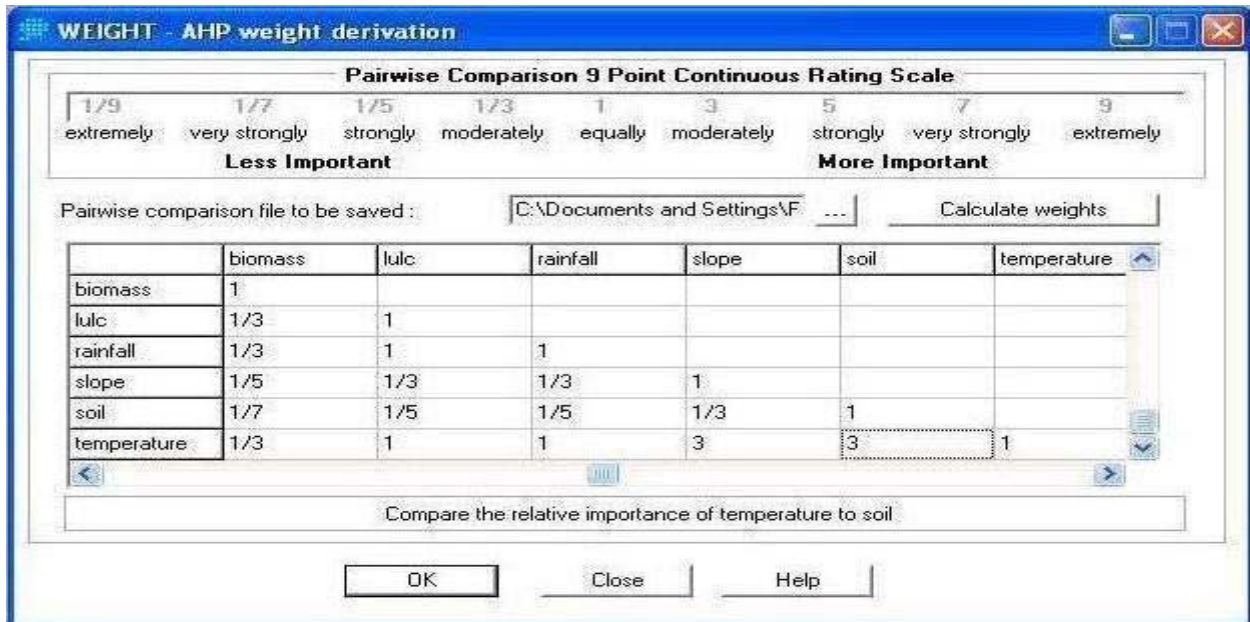 WEIGHT - AHP weight derivation
Pairwise Comparison 9 Point Continuous Rating Scale
1/9 1/7 1/5 1/3 1 3 5 7 9
extremely very strongly strongly moderately equally moderately strongly very strongly extremely
Less Important More Important
Pairwise comparison file to be saved : C:\Documents and Settings\F ... Calculate weights
biomass lulc rainfall slope soil temperature
biomass 1
lulc 1/3 1
rainfall 1/3 1 1
slope 1/5 1/3 1/3 1
soil 1/7 1/5 1/5 1/3 1
temperature 1/3 1 1 3 3 1
Compare the relative importance of temperature to soil
OK Close Help